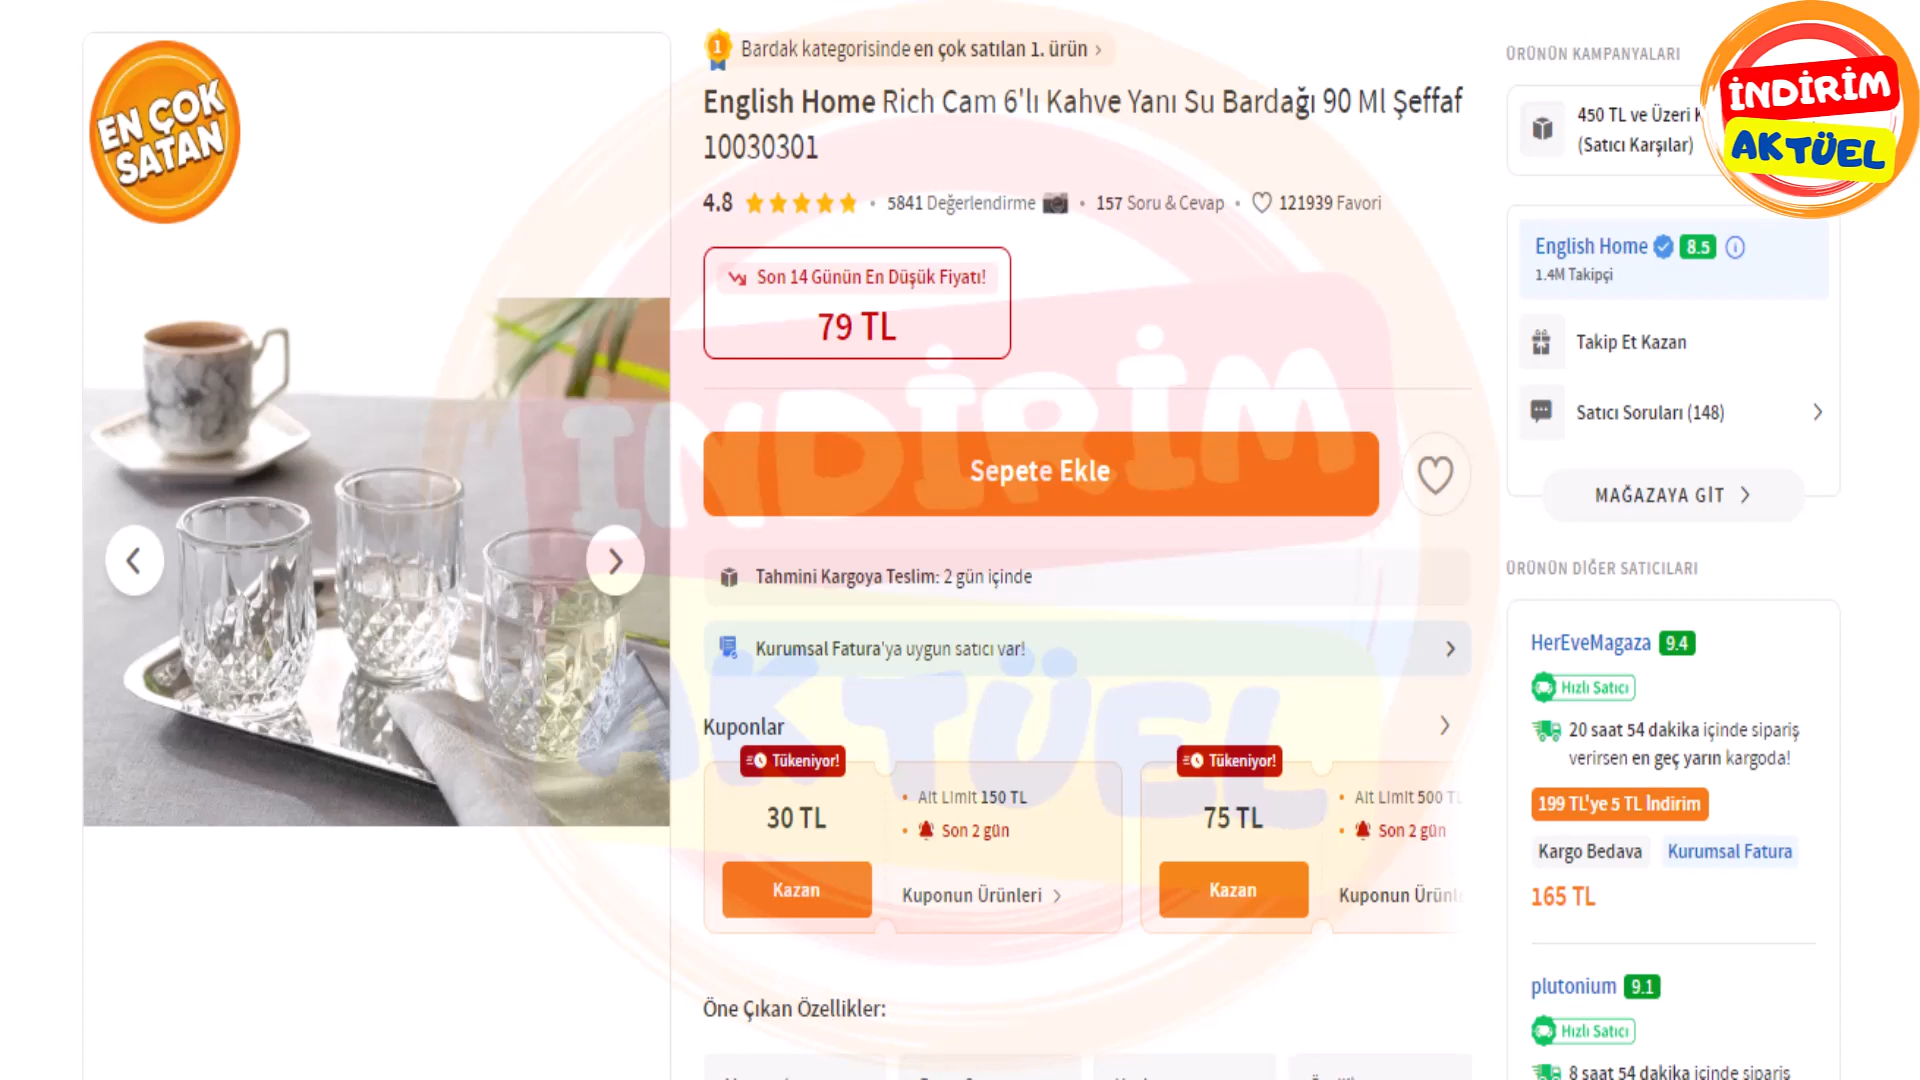 EN ÇOK
SATAN
1
Bardak kategorisinde en çok satılan 1. ürün
English Home Rich Cam 6'lı Kahve Yanı Su Bardağı 90 Ml Şeffaf
10030301
4.8
5841 Değerlendirme
157 Soru & Cevap
121939 Favori
Son 14 Günün En Düşük Fiyatı!
79 TL
Sepete Ekle
Tahmini Kargoya Teslim: 2 gün içinde
Kurumsal Fatura'ya uygun satıcı var!
Kuponlar
Tükeniyor!
30 TL
Alt Limit 150 TL
Son 2 gün
Kazan
Kuponun Ürünleri
Tükeniyor!
75 TL
Alt Limit 500 TL
Son 2 gün
Kazan
Kuponun
Öne Çıkan Özellikler:
ÜRÜNÜN KAMPANYALARI
450 TL ve Üzeri
(Satıcı Karşılar)
İNDİRİM
AKTÜEL
English Home 8.5
1.4M Takipçi
Takip Et Kazan
Satıcı Soruları (148)
MAĞAZAYA GİT
ÜRÜNÜN DİĞER SATICILARI
HerEveMagaza 9.4
Hızlı Satıcı
20 saat 54 dakika içinde sipariş
verirsen en geç yarın kargoda!
199 TL'ye 5 TL İndirim
Kargo Bedava
Kurumsal Fatura
165 TL
plutonium 9.1
Hızlı Satıcı
8 saat 54 dakika içinde sipariş
İNDİRİM
AKTÜEL